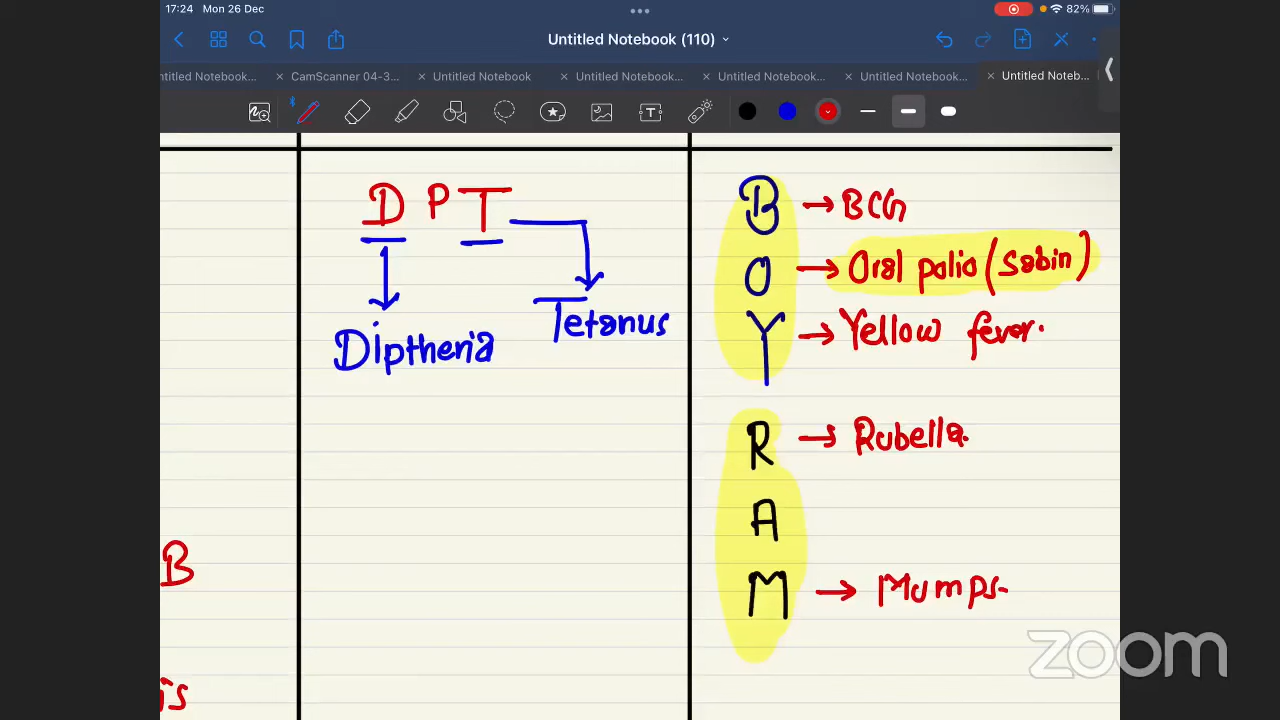 17:24 Mon 26 Dec
82%
Untitled Notebook (110)
ntitled Notebook...
CamScanner 04-3...
Untitled Notebook
Untitled Notebook...
Untitled Notebook...
Untitled Notebook...
Untitled Noteb...
T
D P T
Diptheria
Tetanus
B → BCG
O → Oral polio (Sabin)
Y → Yellow fever.
R → Rubella
A
M → Mumps
B
is
zoom